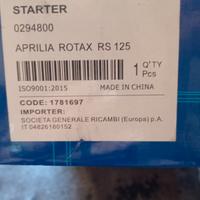 STARTER
0294800
APRILIA ROTAX RS 125
1 Q'TY
Pcs
ISO9001:2015 MADE IN CHINA
CODE: 1781697
IMPORTER:
SOCIETA GENERALE RICAMBI (Europa) p.A.
IT 04826160152